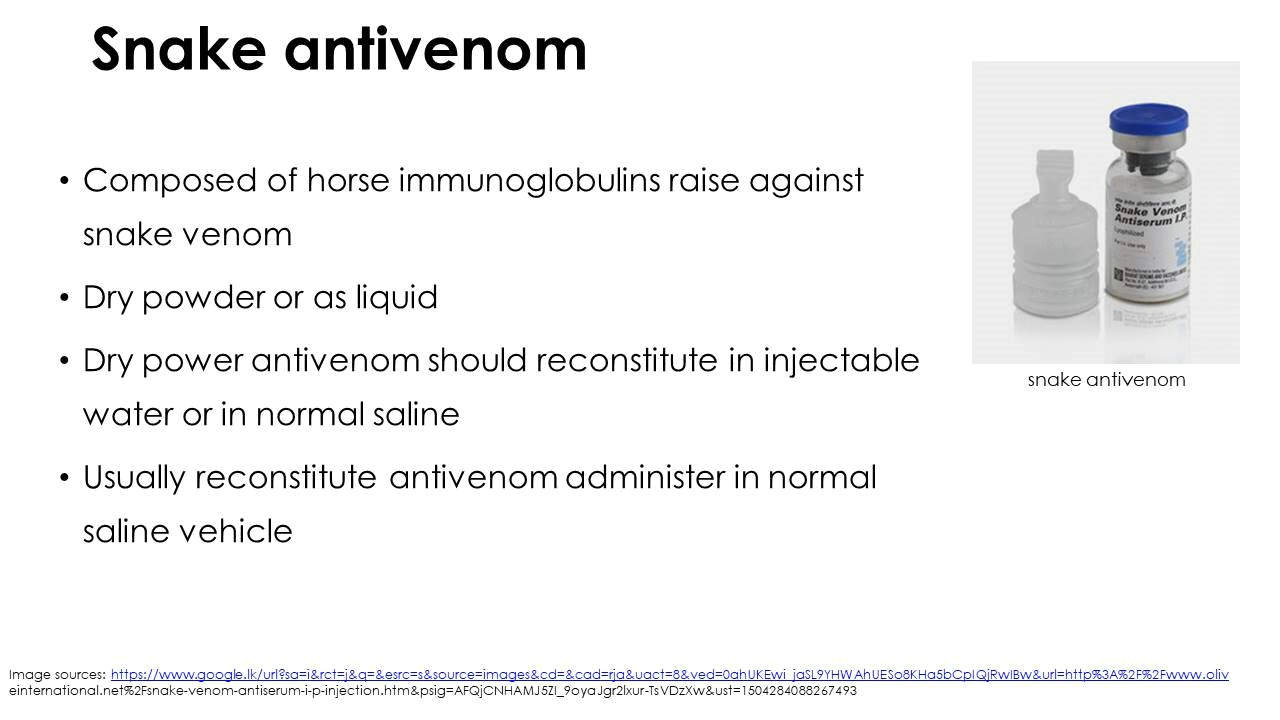 Snake antivenom
• Composed of horse immunoglobulins raise against
snake venom
• Dry powder or as liquid
• Dry power antivenom should reconstitute in injectable
water or in normal saline
• Usually reconstitute antivenom administer in normal
saline vehicle
Snake Venom
Antiserum I.P.
Lyophilized
snake antivenom
Image sources: https://www.google.lk/url?sa=i&rct=j&q=&esrc=s&source=images&cd=&cad=rja&uact=8&ved=0ahUKEwi_jaSL9YHWAhUESo8KHa5bCpIQjRwIBw&url=http%3A%2F%2Fwww.oliv
einternational.net%2Fsnake-venom-antiserum-i-p-injection.htm&psig=AFQjCNHAMJ5ZI_9oyaJgr2lxur-TsVDzXw&ust=1504284088267493